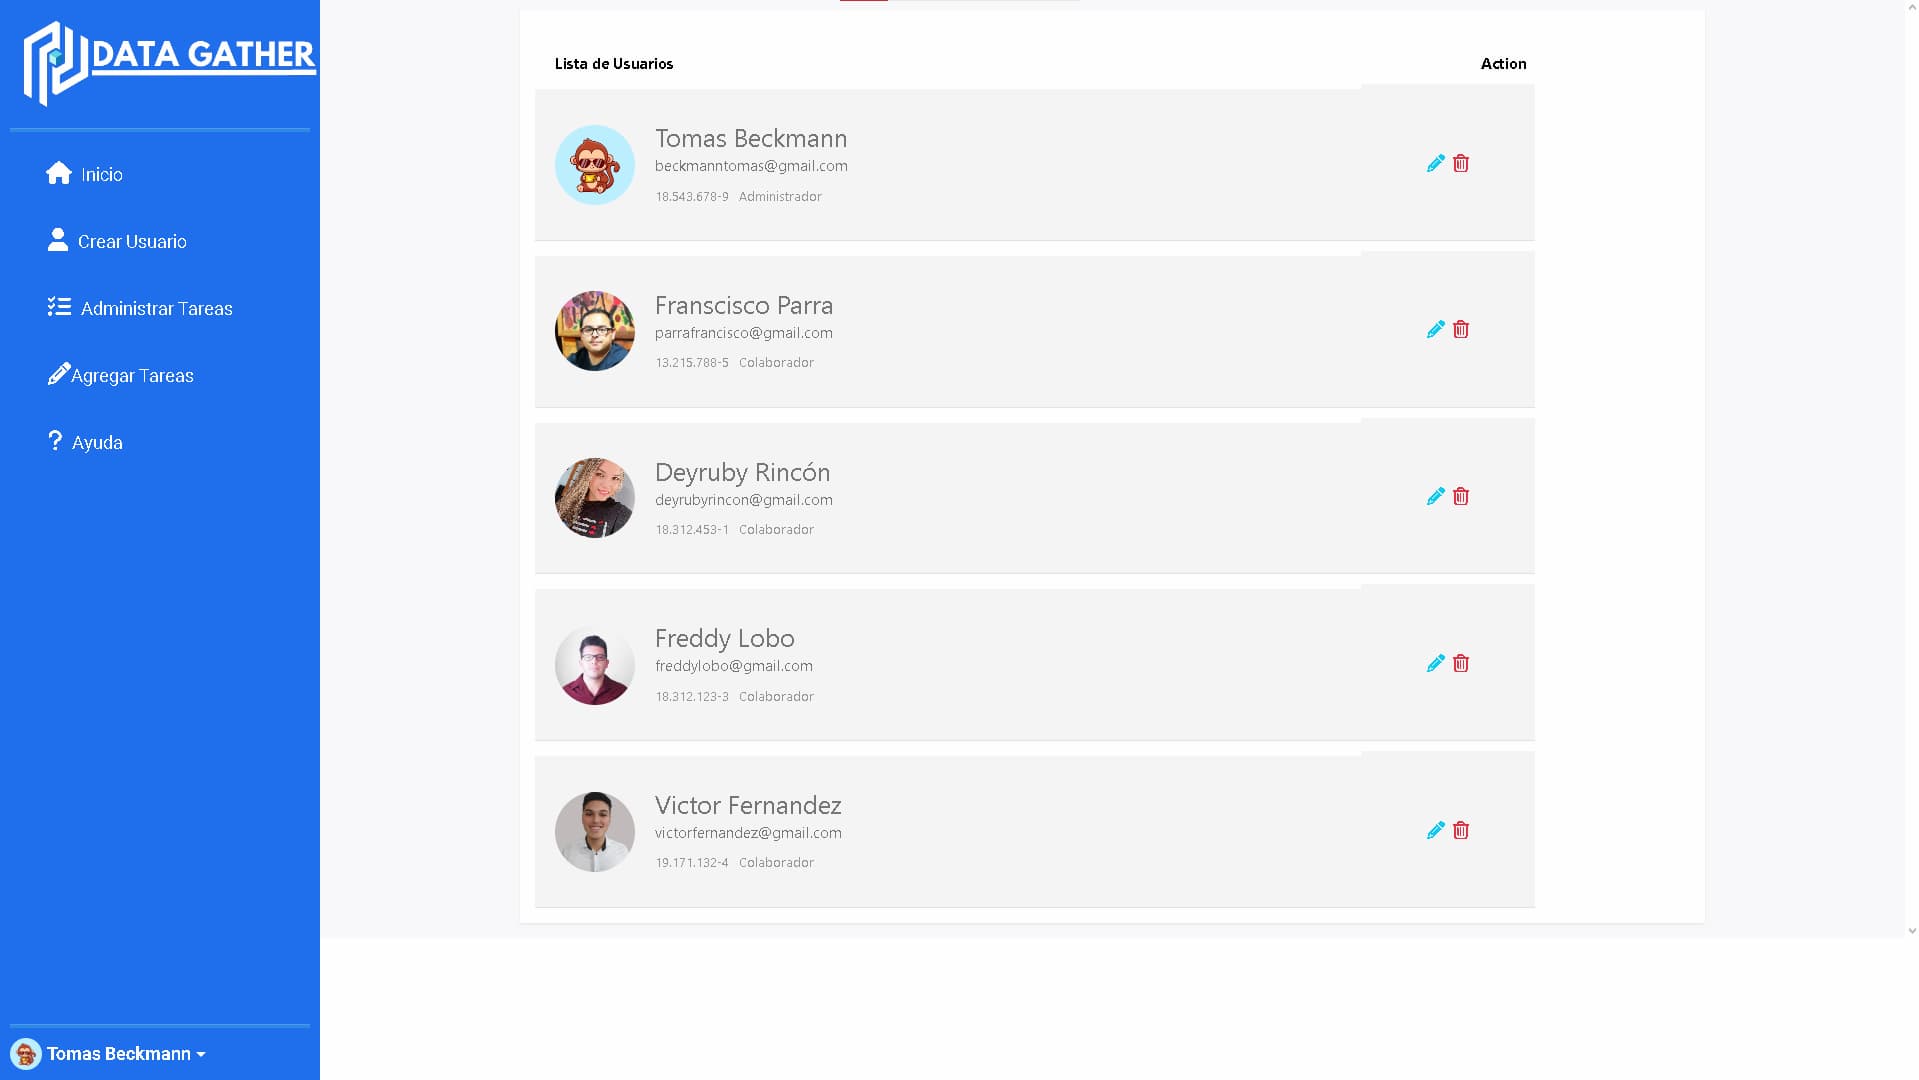 DATA GATHER
Inicio
Crear Usuario
Administrar Tareas
Agregar Tareas
? Ayuda
Tomas Beckmann
Lista de Usuarios Action
Tomas Beckmann
beckmanntomas@gmail.com
18.543.678-9 Administrador
Franscisco Parra
parrafrancisco@gmail.com
13.215.788-5 Colaborador
Deyruby Rincón
deyrubyrincon@gmail.com
18.312.453-1 Colaborador
Freddy Lobo
freddylobo@gmail.com
18.312.123-3 Colaborador
Victor Fernandez
victorfernandez@gmail.com
19.171.132-4 Colaborador